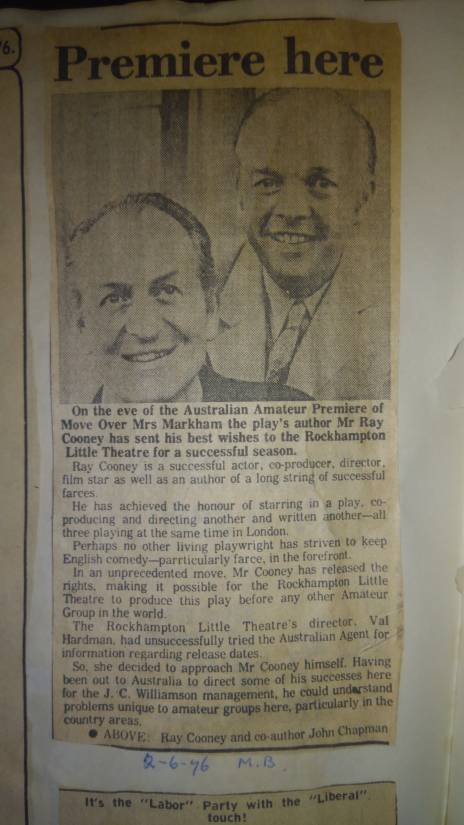 6.
Premiere here
On the eve of the Australian Amateur Premiere of
Move Over Mrs Markham the play's author Mr Ray
Cooney has sent his best wishes to the Rockhampton
Little Theatre for a successful season.
Ray Cooney is a successful actor, co-producer, director,
film star as well as an author of a long string of successful
farces.
He has achieved the honour of starring in a play, co-
producing and directing another and written another—all
three playing at the same time in London.
Perhaps no other living playwright has striven to keep
English comedy—parrticularly farce, in the forefront.
In an unprecedented move, Mr Cooney has released the
rights, making it possible for the Rockhampton Little
Theatre to produce this play before any other Amateur
Group in the world.
The Rockhampton Little Theatre's director, Val
Hardman, had unsuccessfully tried the Australian Agent for
information regarding release dates.
So, she decided to approach Mr Cooney himself. Having
been out to Australia to direct some of his successes here
for the J. C. Williamson management, he could understand
problems unique to amateur groups here, particularly in the
country areas.
● ABOVE: Ray Cooney and co-author John Chapman
2-6-76 M.B.
It's the "Labor" Party with the "Liberal"
touch!